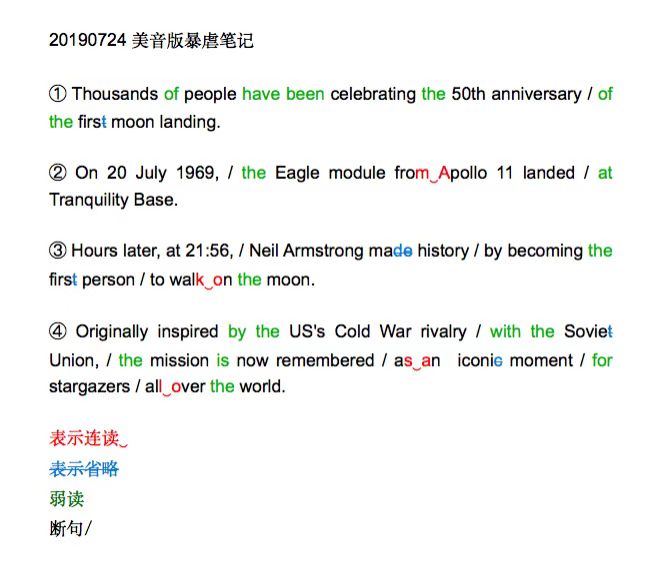 20190724 美音版暴虐笔记
① Thousands of people have been celebrating the 50th anniversary / of
the first moon landing.
② On 20 July 1969, / the Eagle module from‿Apollo 11 landed / at
Tranquility Base.
③ Hours later, at 21:56, / Neil Armstrong made history / by becoming the
first person / to walk‿on the moon.
④ Originally inspired by the US's Cold War rivalry / with the Soviet
Union, / the mission is now remembered / as‿an iconic moment / for
stargazers / all‿over the world.
表示连读‿
表示省略
弱读
断句/